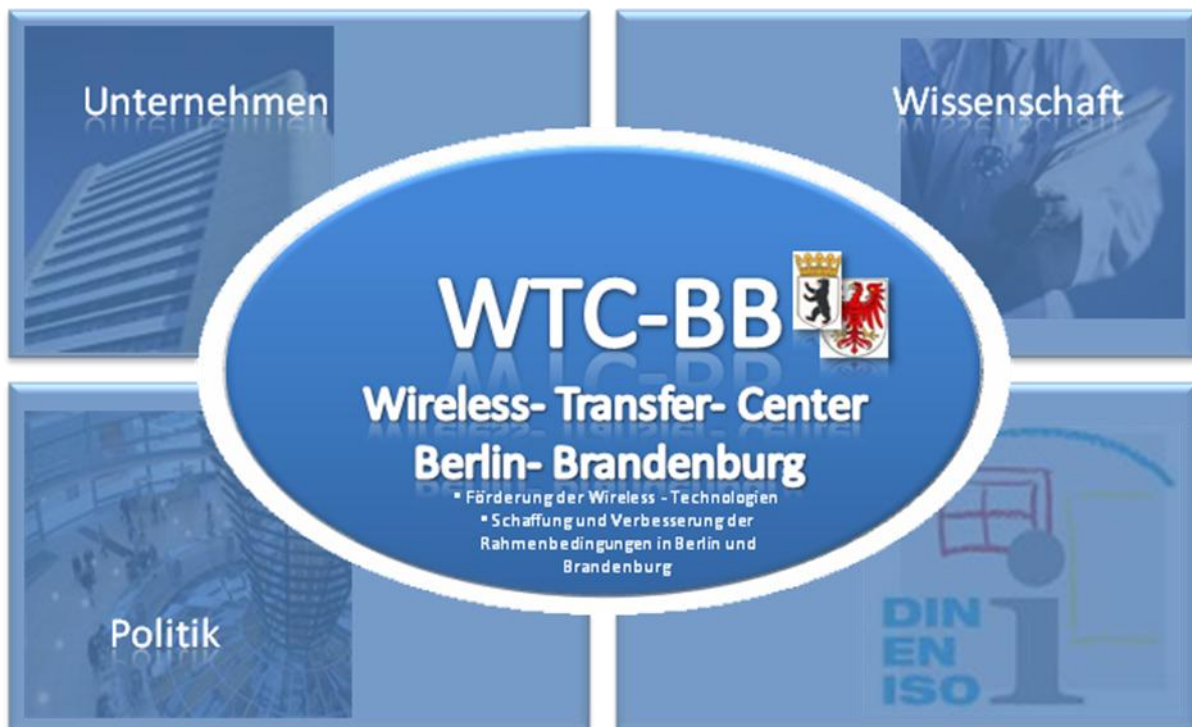 Unternehmen
Wissenschaft
WTC-BB
Wireless- Transfer- Center
Berlin- Brandenburg
▪ Förderung der Wireless - Technologien
▪ Schaffung und Verbesserung der
Rahmenbedingungen in Berlin und
Brandenburg
Politik
DIN
EN
ISO
i